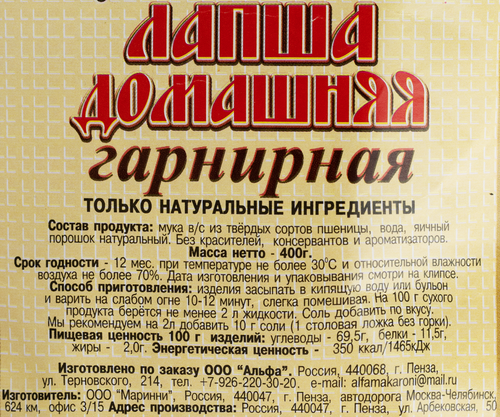 ЛАПША
ДОМАШНЯЯ
гарнирная
ТОЛЬКО НАТУРАЛЬНЫЕ ИНГРЕДИЕНТЫ
Состав продукта: мука в/с из твёрдых сортов пшеницы, вода, яичный
порошок натуральный. Без красителей, консервантов и ароматизаторов.
Масса нетто - 400г.
Срок годности - 12 мес. при температуре не более 30°C и относительной влажности
воздуха не более 70%. Дата изготовления и упаковывания смотри на клипсе.
Способ приготовления: изделия засыпать в кипящую воду или бульон
и варить на слабом огне 10-12 минут, слегка помешивая. На 100 г сухого
продукта берётся не менее 2 л жидкости. Соль добавить по вкусу.
Мы рекомендуем на 2л добавить 10 г соли (1 столовая ложка без горки).
Пищевая ценность 100 г изделий: углеводы - 69,5г, белки - 11,5г,
жиры - 2,0г. Энергетическая ценность - 350 ккал/1465кДж
Изготовлено по заказу ООО "Альфа". Россия, 440068, г. Пенза,
ул. Терновского, 214, тел. +7-926-220-30-20. e-mail: alfamakaroni@mail.ru
Изготовитель: ООО "Маринни", Россия, 440047, г. Пенза, автодорога Москва-Челябинск,
624 км, офис 3/15 Адрес производства: Россия, 440047, г. Пенза, ул. Арбековская, 50